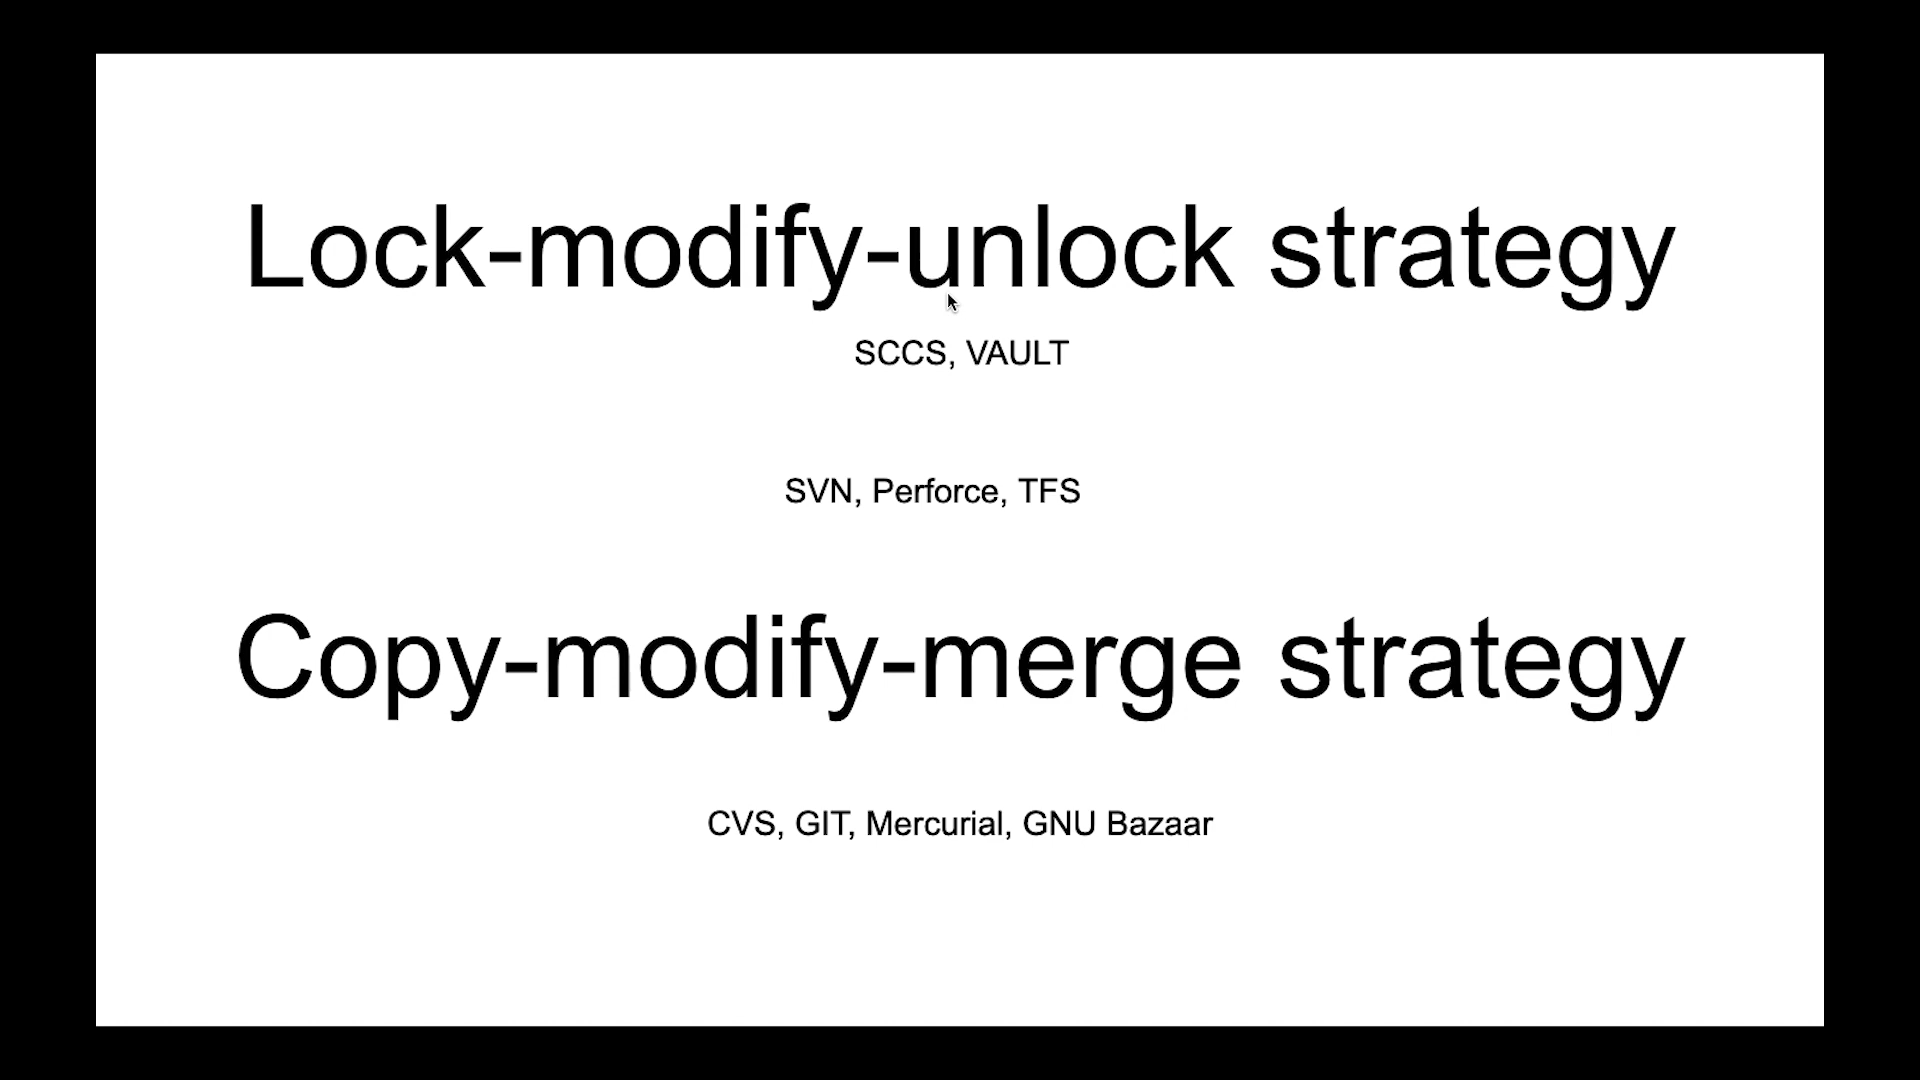 Lock-modify-unlock strategy
SCCS, VAULT
SVN, Perforce, TFS
Copy-modify-merge strategy
CVS, GIT, Mercurial, GNU Bazaar